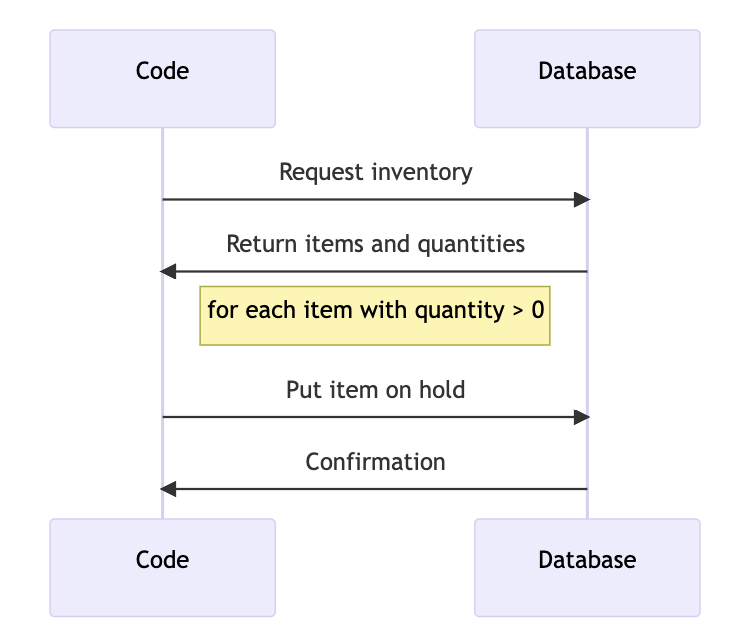 Code
Database
Request inventory
Return items and quantities
for each item with quantity > 0
Put item on hold
Confirmation
Code
Database